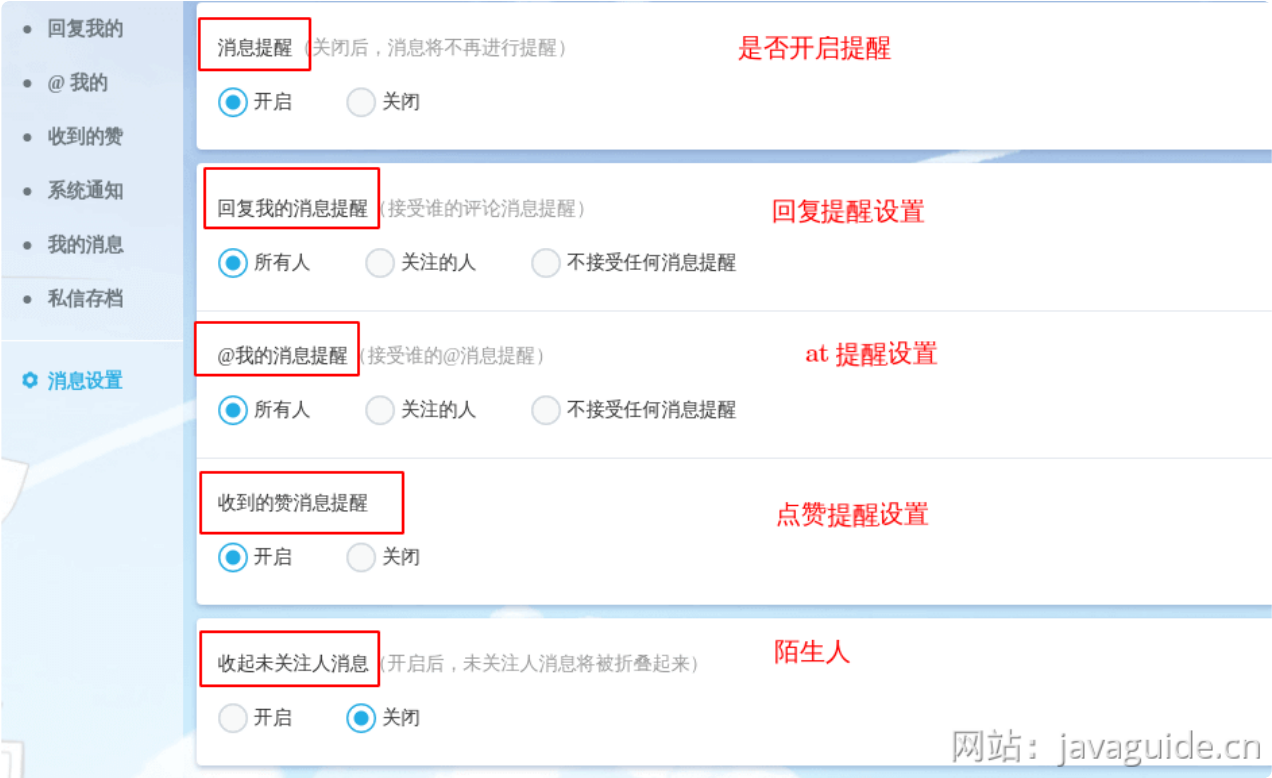 回复我的
@ 我的
收到的赞
系统通知
我的消息
私信存档
消息设置
消息提醒（关闭后，消息将不再进行提醒） 是否开启提醒
开启 关闭
回复我的消息提醒（接受谁的评论消息提醒） 回复提醒设置
所有人 关注的人 不接受任何消息提醒
@我的消息提醒（接受谁的@消息提醒） at 提醒设置
所有人 关注的人 不接受任何消息提醒
收到的赞消息提醒 点赞提醒设置
开启 关闭
收起未关注人消息（开启后，未关注人消息将被折叠起来） 陌生人
开启 关闭
网站：javaguide.cn